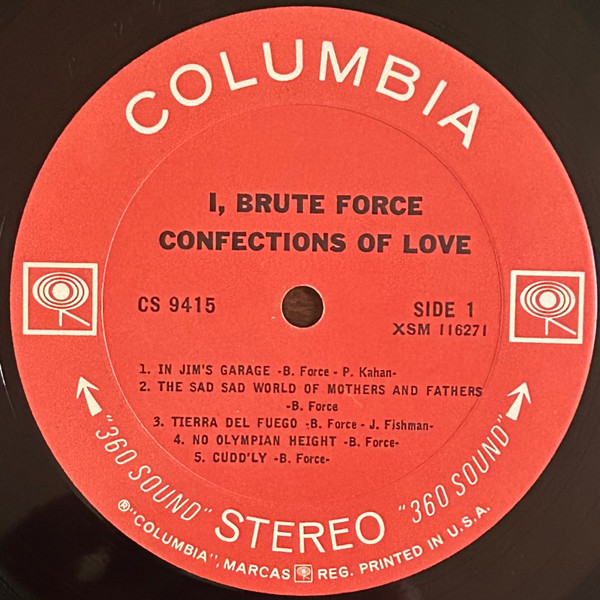 COLUMBIA
I, BRUTE FORCE
CONFECTIONS OF LOVE
CS 9415
SIDE 1
XSM 116271
1. IN JIM'S GARAGE -B. Force - P. Kahan-
2. THE SAD SAD WORLD OF MOTHERS AND FATHERS
-B. Force
3. TIERRA DEL FUEGO -B. Force - J. Fishman-
4. NO OLYMPIAN HEIGHT -B. Force-
5. CUDD'LY -B. Force-
"360 SOUND" STEREO "360 SOUND"
®"COLUMBIA", MARCAS REG. PRINTED IN U.S.A.